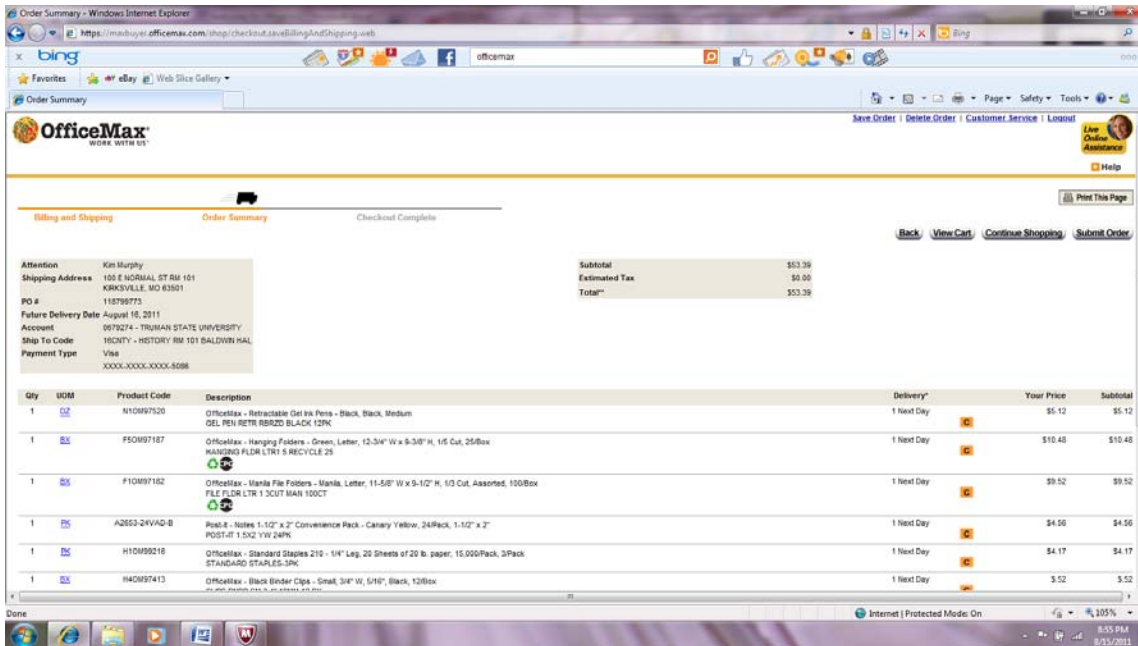 Order Summary - Windows Internet Explorer
https://maxbuyer.officemax.com/shop/checkout.saveBillingAndShipping.web
Bing
bing
officemax
Favorites eBay Web Slice Gallery
Order Summary
Page Safety Tools
Save Order | Delete Order | Customer Service | Logout
OfficeMax
WORK WITH US
Live Online Assistance
Help
Print This Page
Billing and Shipping Order Summary Checkout Complete
Back View Cart Continue Shopping Submit Order
Attention Kim Murphy
Shipping Address 100 E NORMAL ST RM 101
KIRKSVILLE, MO 63501
PO # 118799773
Future Delivery Date August 16, 2011
Account 0679274 - TRUMAN STATE UNIVERSITY
Ship To Code 16CNTY - HISTORY RM 101 BALDWIN HAL
Payment Type Visa
XXXX-XXXX-XXXX-5086
Subtotal $53.39
Estimated Tax $0.00
Total** $53.39
Qty UOM Product Code Description Delivery* Your Price Subtotal
1 DZ N1OM97520 OfficeMax - Retractable Gel Ink Pens - Black, Black, Medium 1 Next Day $5.12 $5.12
GEL PEN RETR RBRZD BLACK 12PK C
1 BX F5OM97187 OfficeMax - Hanging Folders - Green, Letter, 12-3/4" W x 9-3/8" H, 1/5 Cut, 25/Box 1 Next Day $10.48 $10.48
HANGING FLDR LTR1 5 RECYCLE 25 C
EPC
1 BX F1OM97182 OfficeMax - Manila File Folders - Manila, Letter, 11-5/8" W x 9-1/2" H, 1/3 Cut, Assorted, 100/Box 1 Next Day $9.52 $9.52
FILE FLDR LTR 1 3CUT MAN 100CT C
EPC
1 PK A2653-24VAD-B Post-it - Notes 1-1/2" x 2" Convenience Pack - Canary Yellow, 24/Pack, 1-1/2" x 2" 1 Next Day $4.56 $4.56
POST-IT 1.5X2 YW 24PK C
1 PK H1OM99216 OfficeMax - Standard Staples 210 - 1/4" Leg, 20 Sheets of 20 lb. paper, 15,000/Pack, 3/Pack 1 Next Day $4.17 $4.17
STANDARD STAPLES-3PK C
1 BX H4OM97413 OfficeMax - Black Binder Clips - Small, 3/4" W, 5/16", Black, 12/Box 1 Next Day $.52 $.52
Done Internet | Protected Mode: On 105%
8:55 PM
8/15/2011